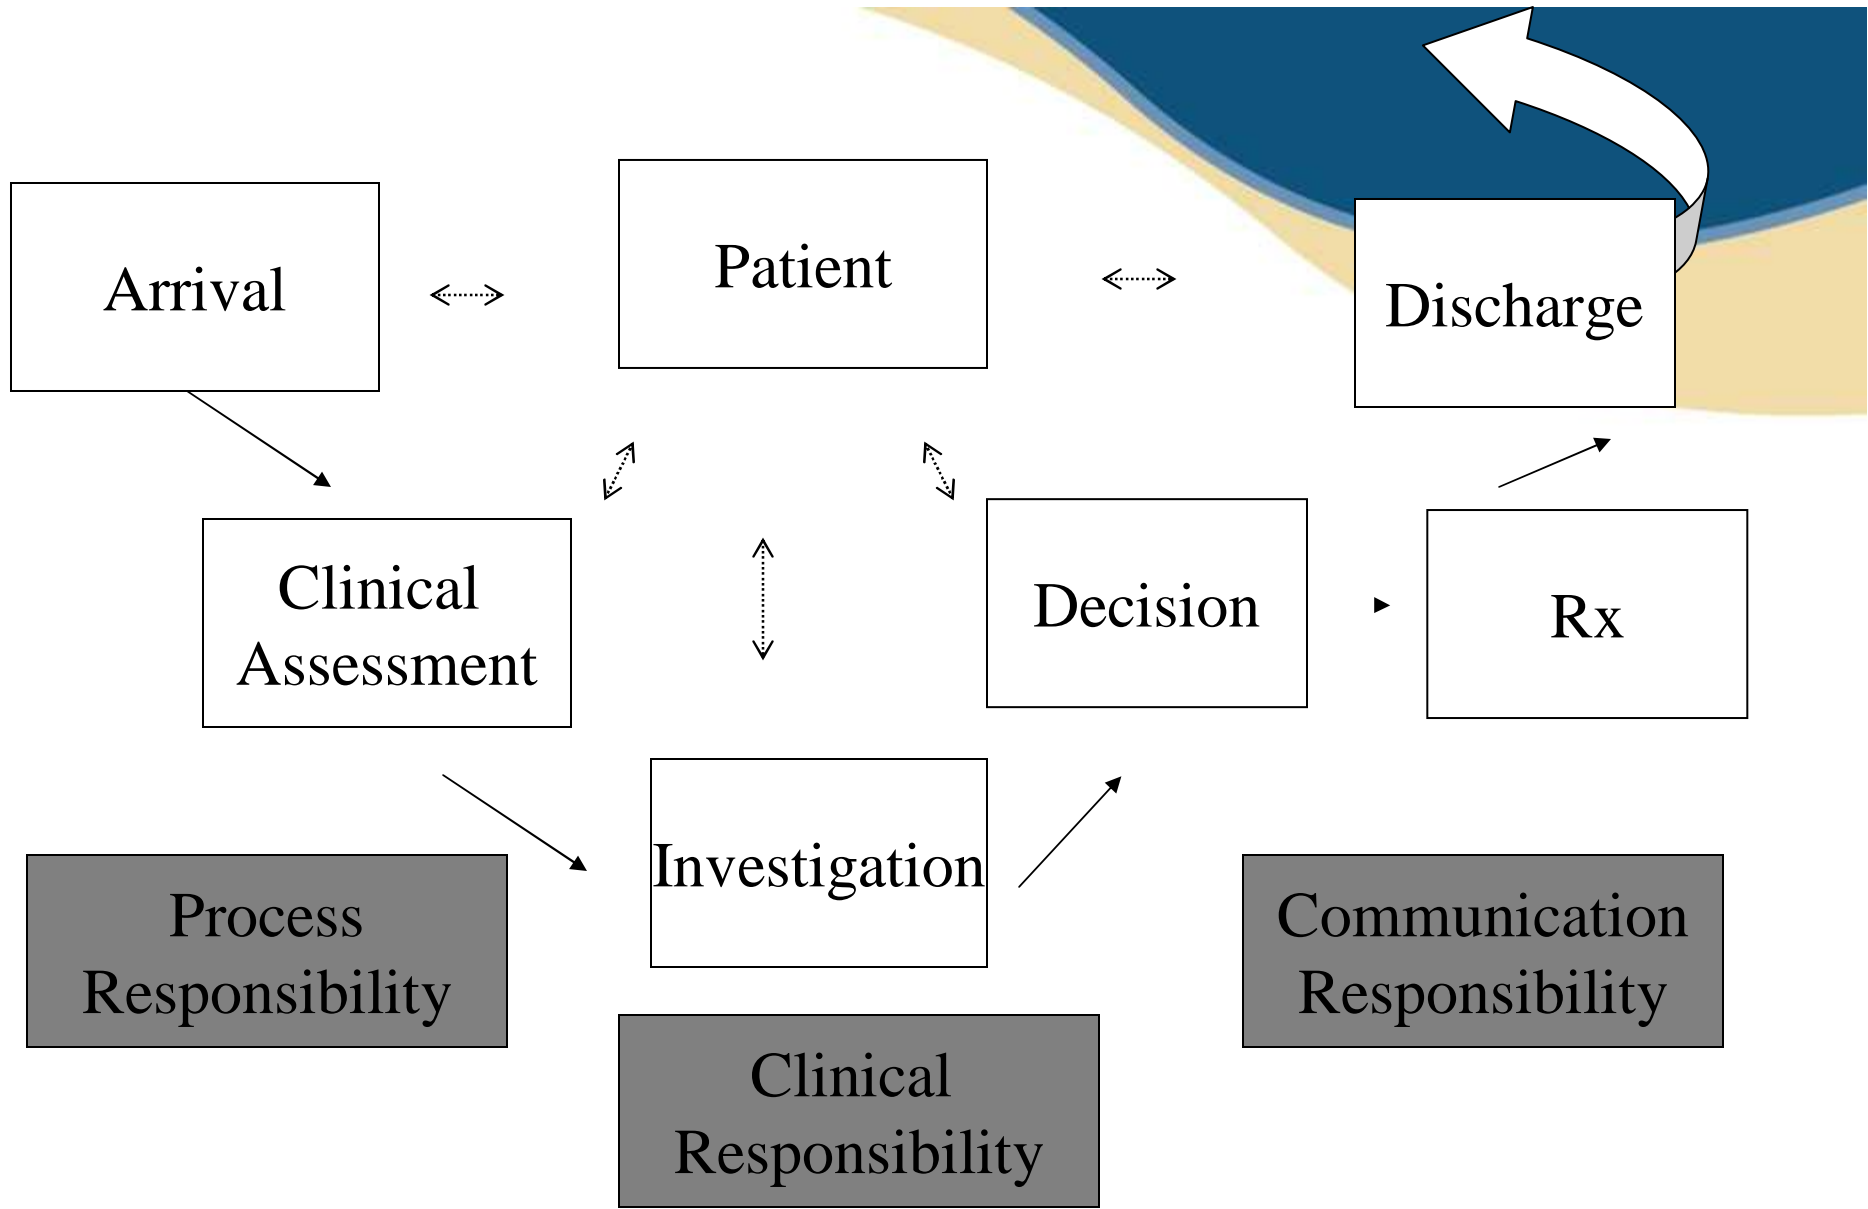 Arrival
Patient
Discharge
Clinical
Assessment
Decision
Rx
Investigation
Process
Responsibility
Communication
Responsibility
Clinical
Responsibility